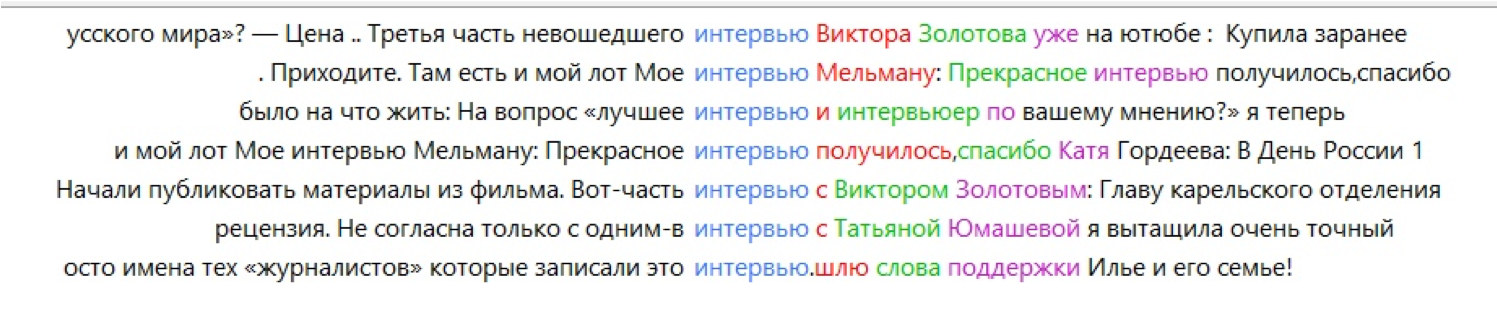 усского мира»? — Цена .. Третья часть невошедшего интервью Виктора Золотова уже на ютюбе : Купила заранее
. Приходите. Там есть и мой лот Мое интервью Мельману: Прекрасное интервью получилось,спасибо
было на что жить: На вопрос «лучшее интервью и интервьюер по вашему мнению?» я теперь
и мой лот Мое интервью Мельману: Прекрасное интервью получилось,спасибо Катя Гордеева: В День России 1
Начали публиковать материалы из фильма. Вот-часть интервью с Виктором Золотовым: Главу карельского отделения
рецензия. Не согласна только с одним-в интервью с Татьяной Юмашевой я вытащила очень точный
осто имена тех «журналистов» которые записали это интервью.шлю слова поддержки Илье и его семье!